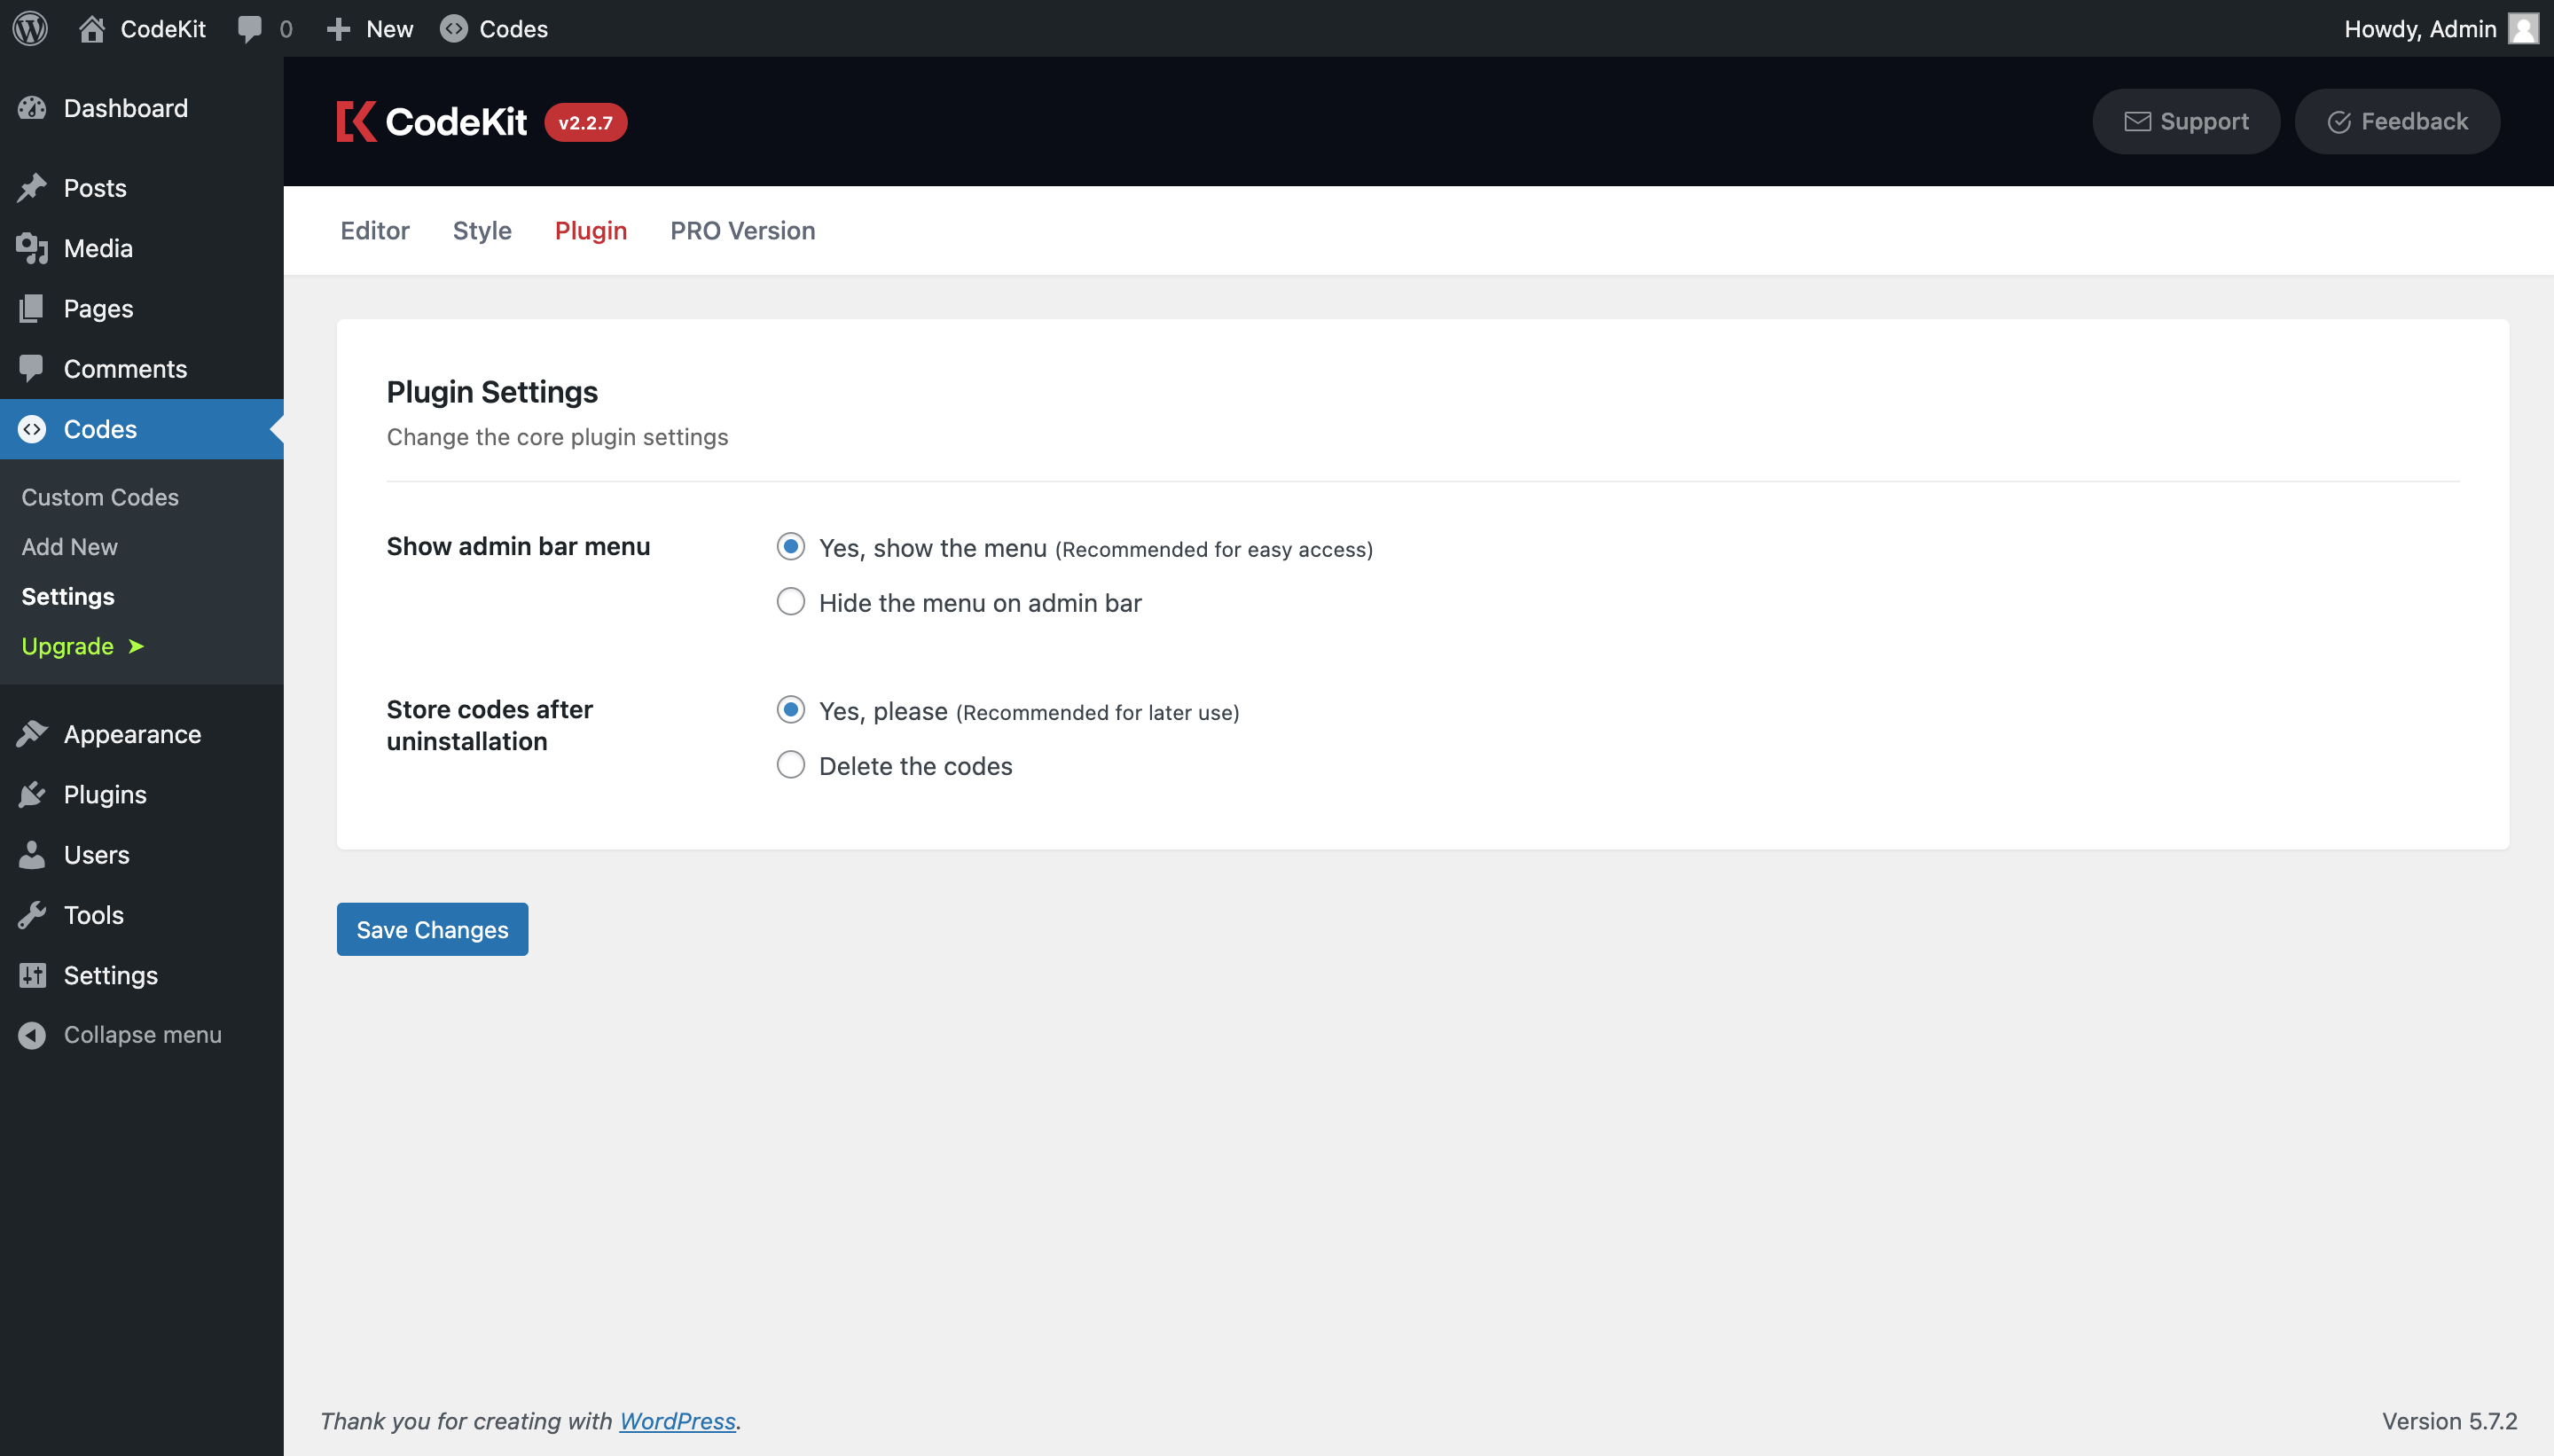 CodeKit
0
New
Codes
Howdy, Admin
Dashboard
Posts
Media
Pages
Comments
Codes
Custom Codes
Add New
Settings
Upgrade ➤
Appearance
Plugins
Users
Tools
Settings
Collapse menu
CodeKit
v2.2.7
Support
Feedback
Editor
Style
Plugin
PRO Version
Plugin Settings
Change the core plugin settings
Show admin bar menu
Yes, show the menu (Recommended for easy access)
Hide the menu on admin bar
Store codes after
uninstallation
Yes, please (Recommended for later use)
Delete the codes
Save Changes
Thank you for creating with WordPress.
Version 5.7.2